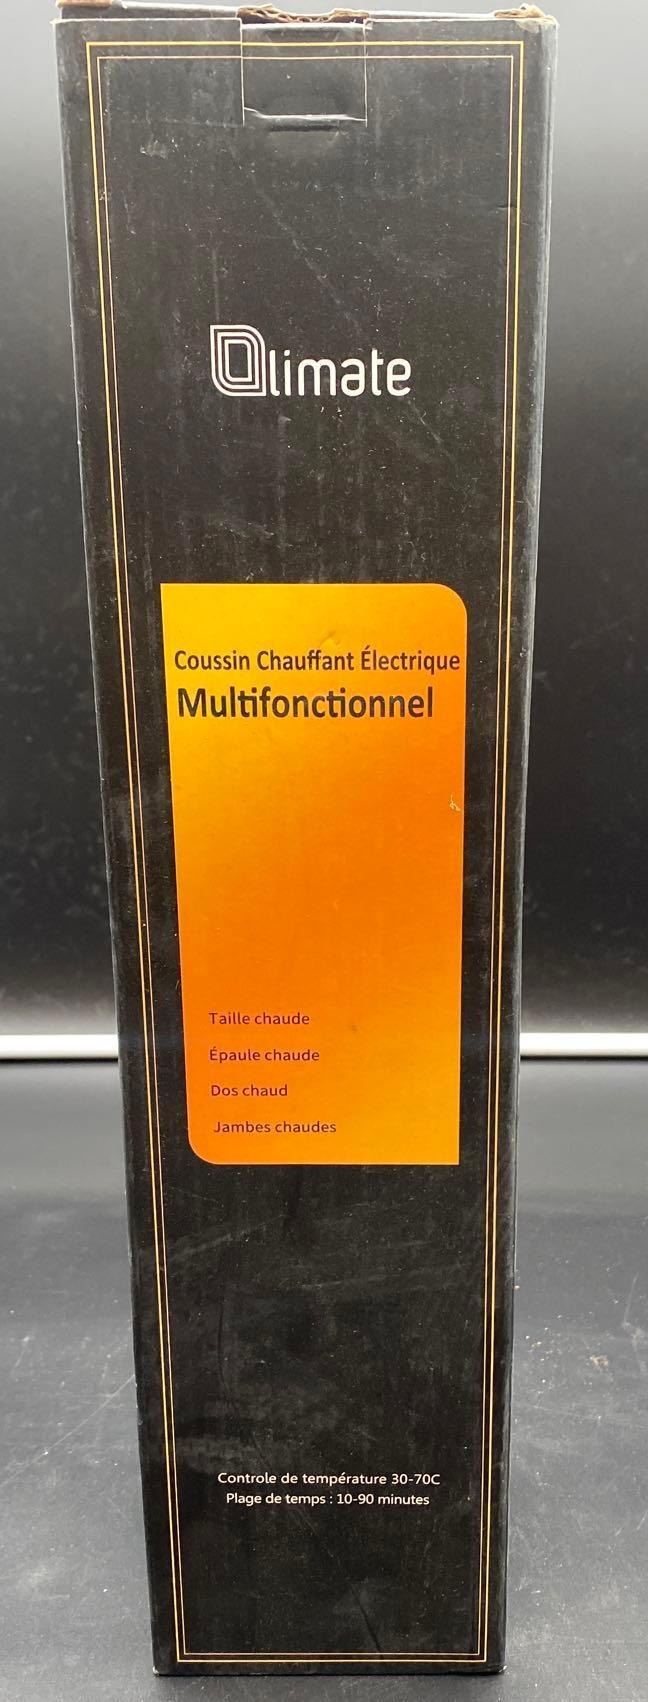 Olimate
Coussin Chauffant Électrique
Multifonctionnel
Taille chaude
Épaule chaude
Dos chaud
Jambes chaudes
Controle de température 30-70C
Plage de temps : 10-90 minutes